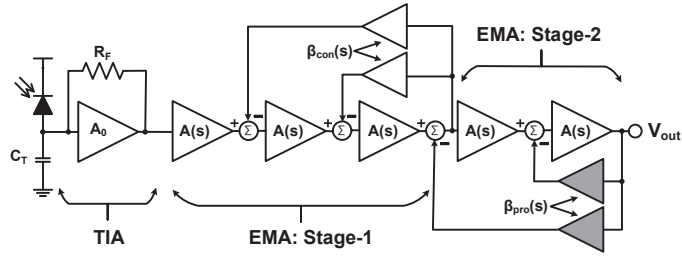 EMA: Stage-2
R_F
β_con(s)
+ − + − + + −
Σ Σ Σ Σ
A_0 A(s) A(s) A(s) A(s) A(s)
−
V_out
C_T
β_pro(s)
TIA
EMA: Stage-1